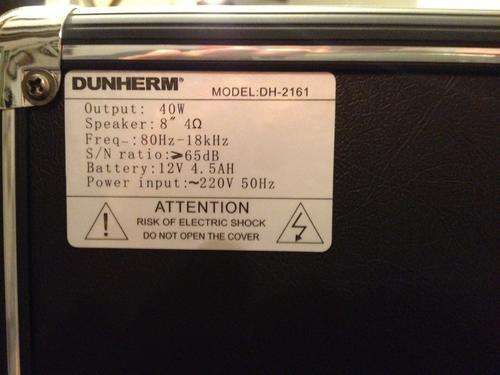 DUNHERM® MODEL:DH-2161
Output: 40W
Speaker: 8" 4Ω
Freq~:80Hz-18kHz
S/N ratio:⩾65dB
Battery:12V 4.5AH
Power input:~220V 50Hz
ATTENTION
RISK OF ELECTRIC SHOCK
DO NOT OPEN THE COVER